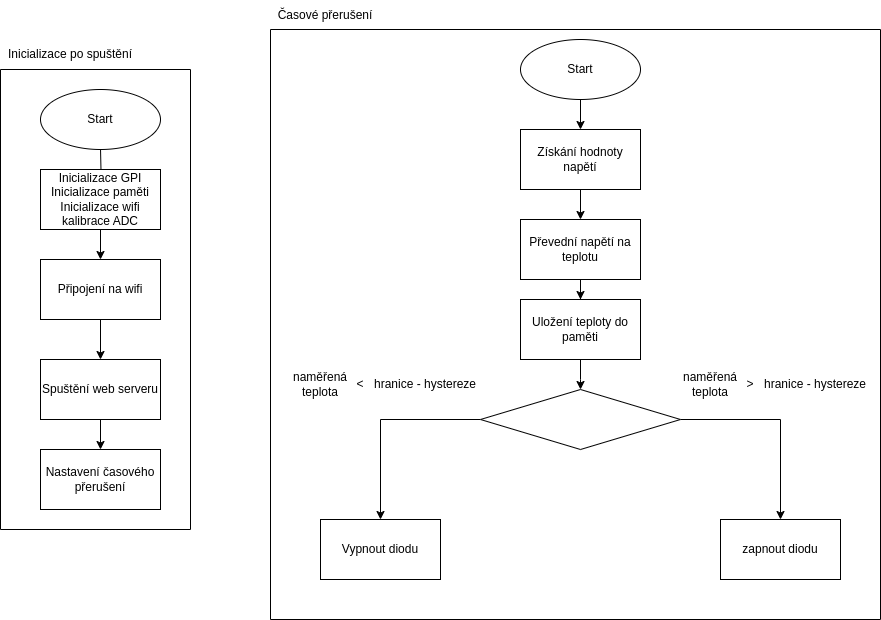 Inicializace po spuštění
Start
Inicializace GPI
Inicializace paměti
Inicializace wifi
kalibrace ADC
Připojení na wifi
Spuštění web serveru
Nastavení časového
přerušení
Časové přerušení
Start
Získání hodnoty
napětí
Převední napětí na
teplotu
Uložení teploty do
paměti
naměřená
teplota
<
hranice - hystereze
naměřená
teplota
>
hranice - hystereze
Vypnout diodu
zapnout diodu